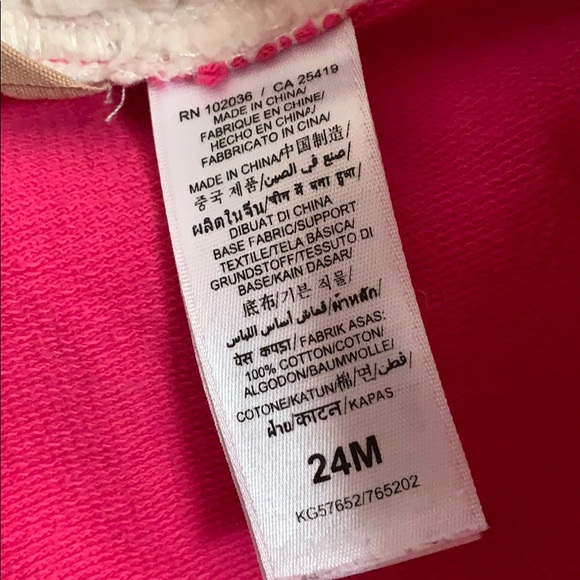 RN 102036 / CA 25419
MADE IN CHINA/
FABRIQUE EN CHINE/
HECHO EN CHINA/
FABBRICATO IN CINA/
MADE IN CHINA/中国制造/
중국 제품/صنع في الصين/
ผลิตในจีน/चीन में बना हुआ/
DIBUAT DI CHINA
BASE FABRIC/SUPPORT
TEXTILE/TELA BÁSICA/
GRUNDSTOFF/TESSUTO DI
BASE/KAIN DASAR/
底布/기본 직물/
قماش أساس اللباس/ผ้าหลัก/
बेस कपड़ा/FABRIK ASAS:
100% COTTON/COTON/
ALGODON/BAUMWOLLE/
COTONE/KATUN/棉/면/قطن/
ฝ้าย/काटन/KAPAS
24M
KG57652/765202